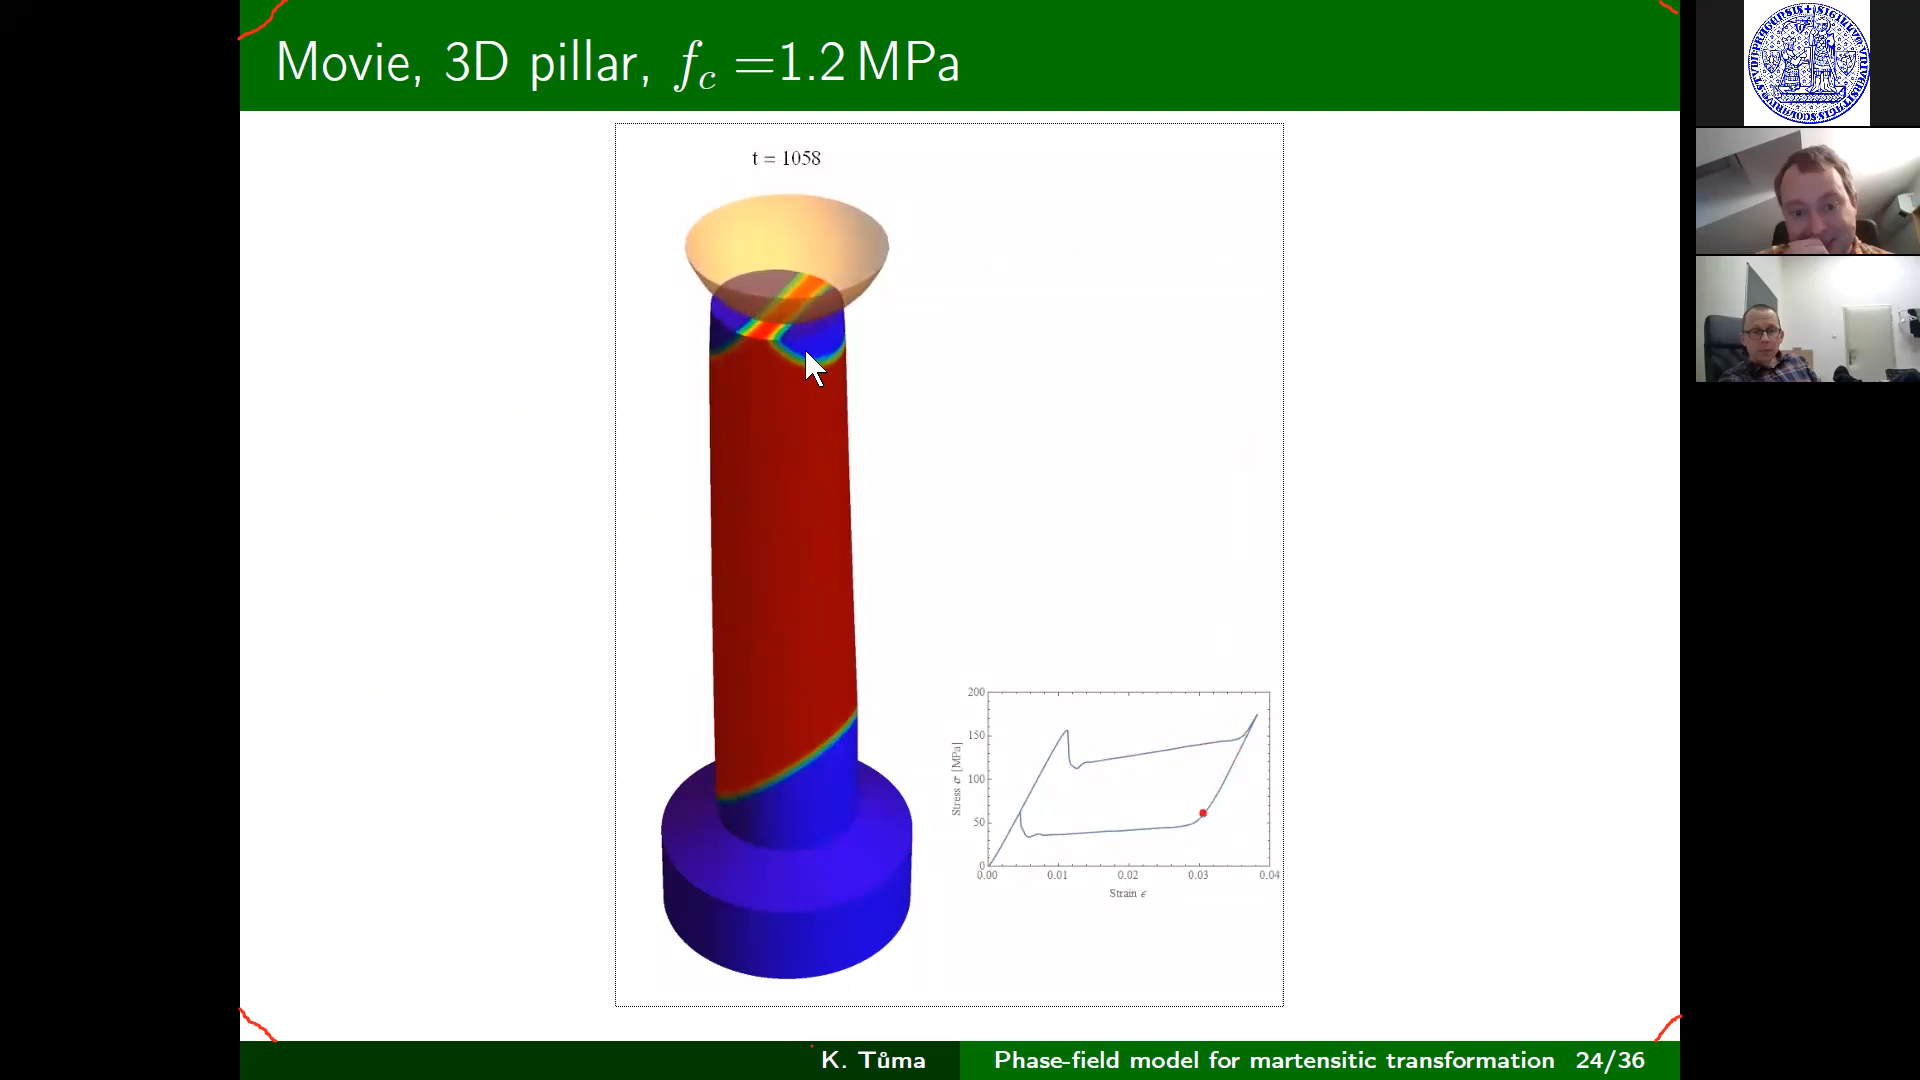 Movie, 3D pillar, f_c =1.2 MPa
t = 1058
200
150
100
50
0
Stress σ [MPa]
0.00 0.01 0.02 0.03 0.04
Strain ϵ
K. Tůma
Phase-field model for martensitic transformation 24/36